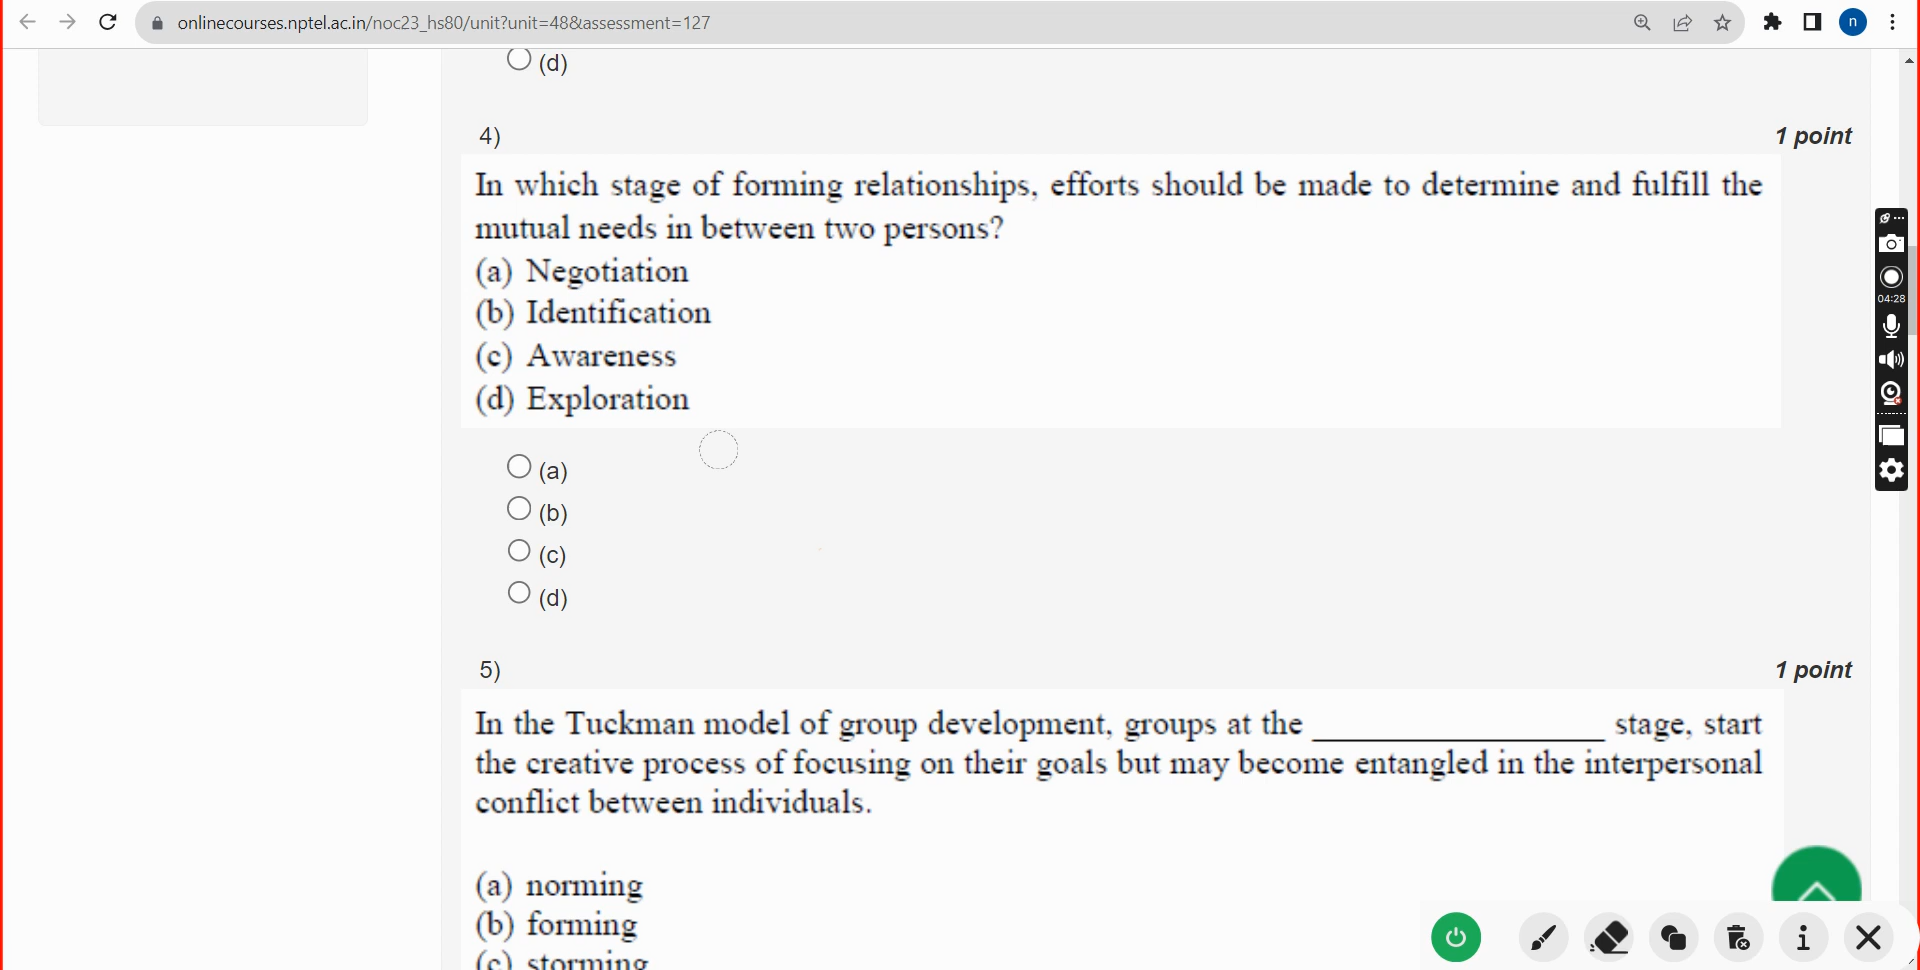 onlinecourses.nptel.ac.in/noc23_hs80/unit?unit=48&assessment=127
n
(d)
4)
1 point
In which stage of forming relationships, efforts should be made to determine and fulfill the
mutual needs in between two persons?
(a) Negotiation
(b) Identification
(c) Awareness
(d) Exploration
04:28
(a)
(b)
(c)
(d)
5)
1 point
In the Tuckman model of group development, groups at the ________________ stage, start
the creative process of focusing on their goals but may become entangled in the interpersonal
conflict between individuals.
(a) norming
(b) forming
(c) storming